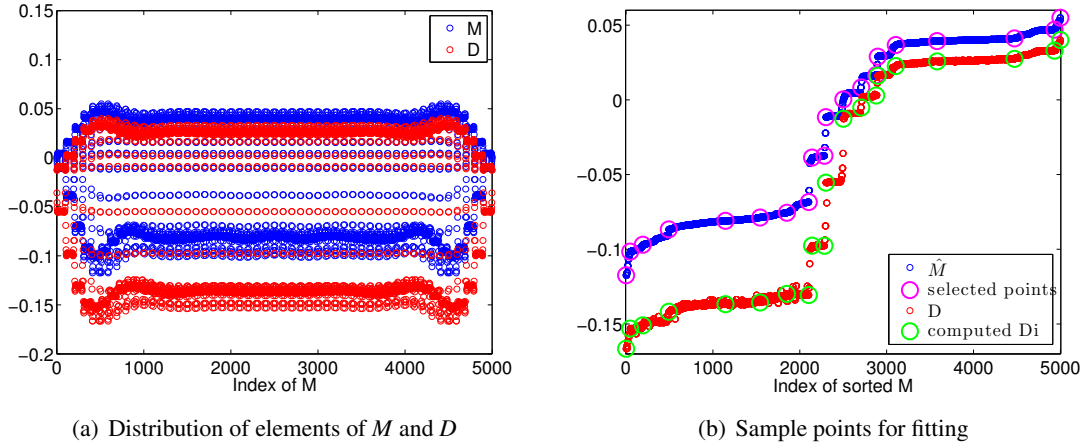 0.15
0.1
0.05
0
−0.05
−0.1
−0.15
−0.2
0
1000
2000
3000
4000
5000
Index of M
M
D
0.05
0
−0.05
−0.1
−0.15
0
1000
2000
3000
4000
5000
Index of sorted M
M̂
selected points
D
computed Di
(a) Distribution of elements of M and D
(b) Sample points for fitting